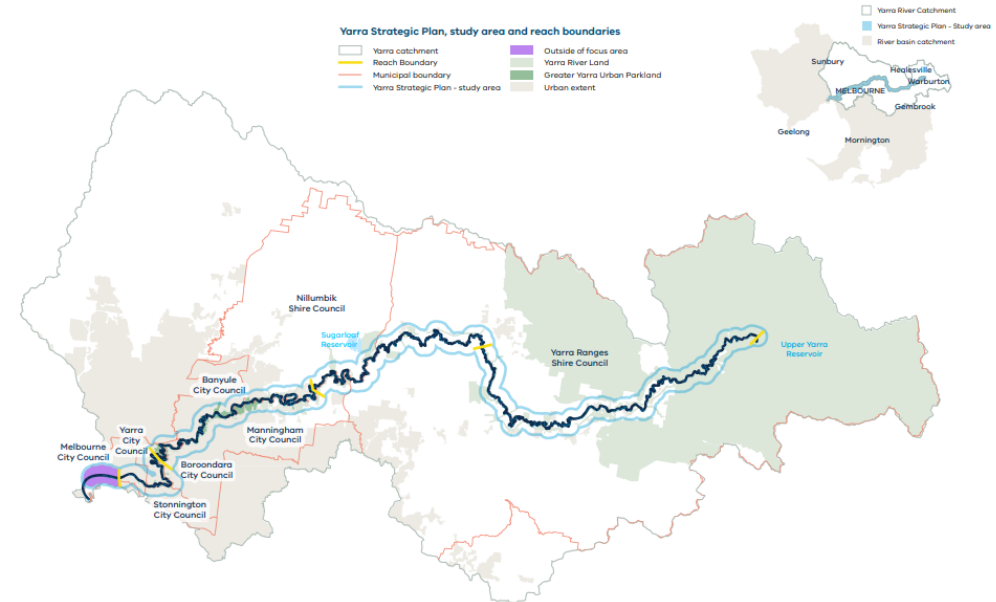 Yarra Strategic Plan, study area and reach boundaries
Yarra catchment
Reach Boundary
Municipal boundary
Yarra Strategic Plan - study area
Outside of focus area
Yarra River Land
Greater Yarra Urban Parkland
Urban extent
Yarra River Catchment
Yarra Strategic Plan - Study area
River basin catchment
Sunbury
Healesville
Warburton
MELBOURNE
Gembrook
Geelong
Mornington
Nillumbik
Shire Council
Sugarloaf
Reservoir
Yarra Ranges
Shire Council
Upper Yarra
Reservoir
Banyule
City Council
Manningham
City Council
Yarra
City
Council
Melbourne
City Council
Boroondara
City Council
Stonnington
City Council